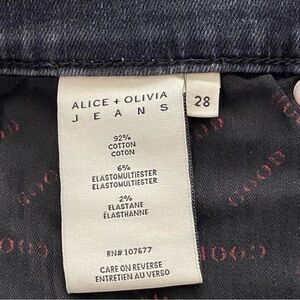 ALICE + OLIVIA
JEANS
28
92%
COTTON
COTON
6%
ELASTOMULTIESTER
ELASTOMULTIESTER
2%
ELASTANE
ÉLASTHANNE
RN# 107677
CARE ON REVERSE
ENTRETIEN AU VERSO